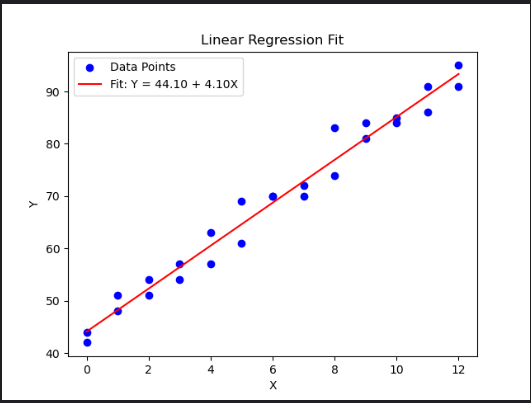 Linear Regression Fit
Data Points
Fit: Y = 44.10 + 4.10X
90
80
70
60
50
40
Y
0 2 4 6 8 10 12
X